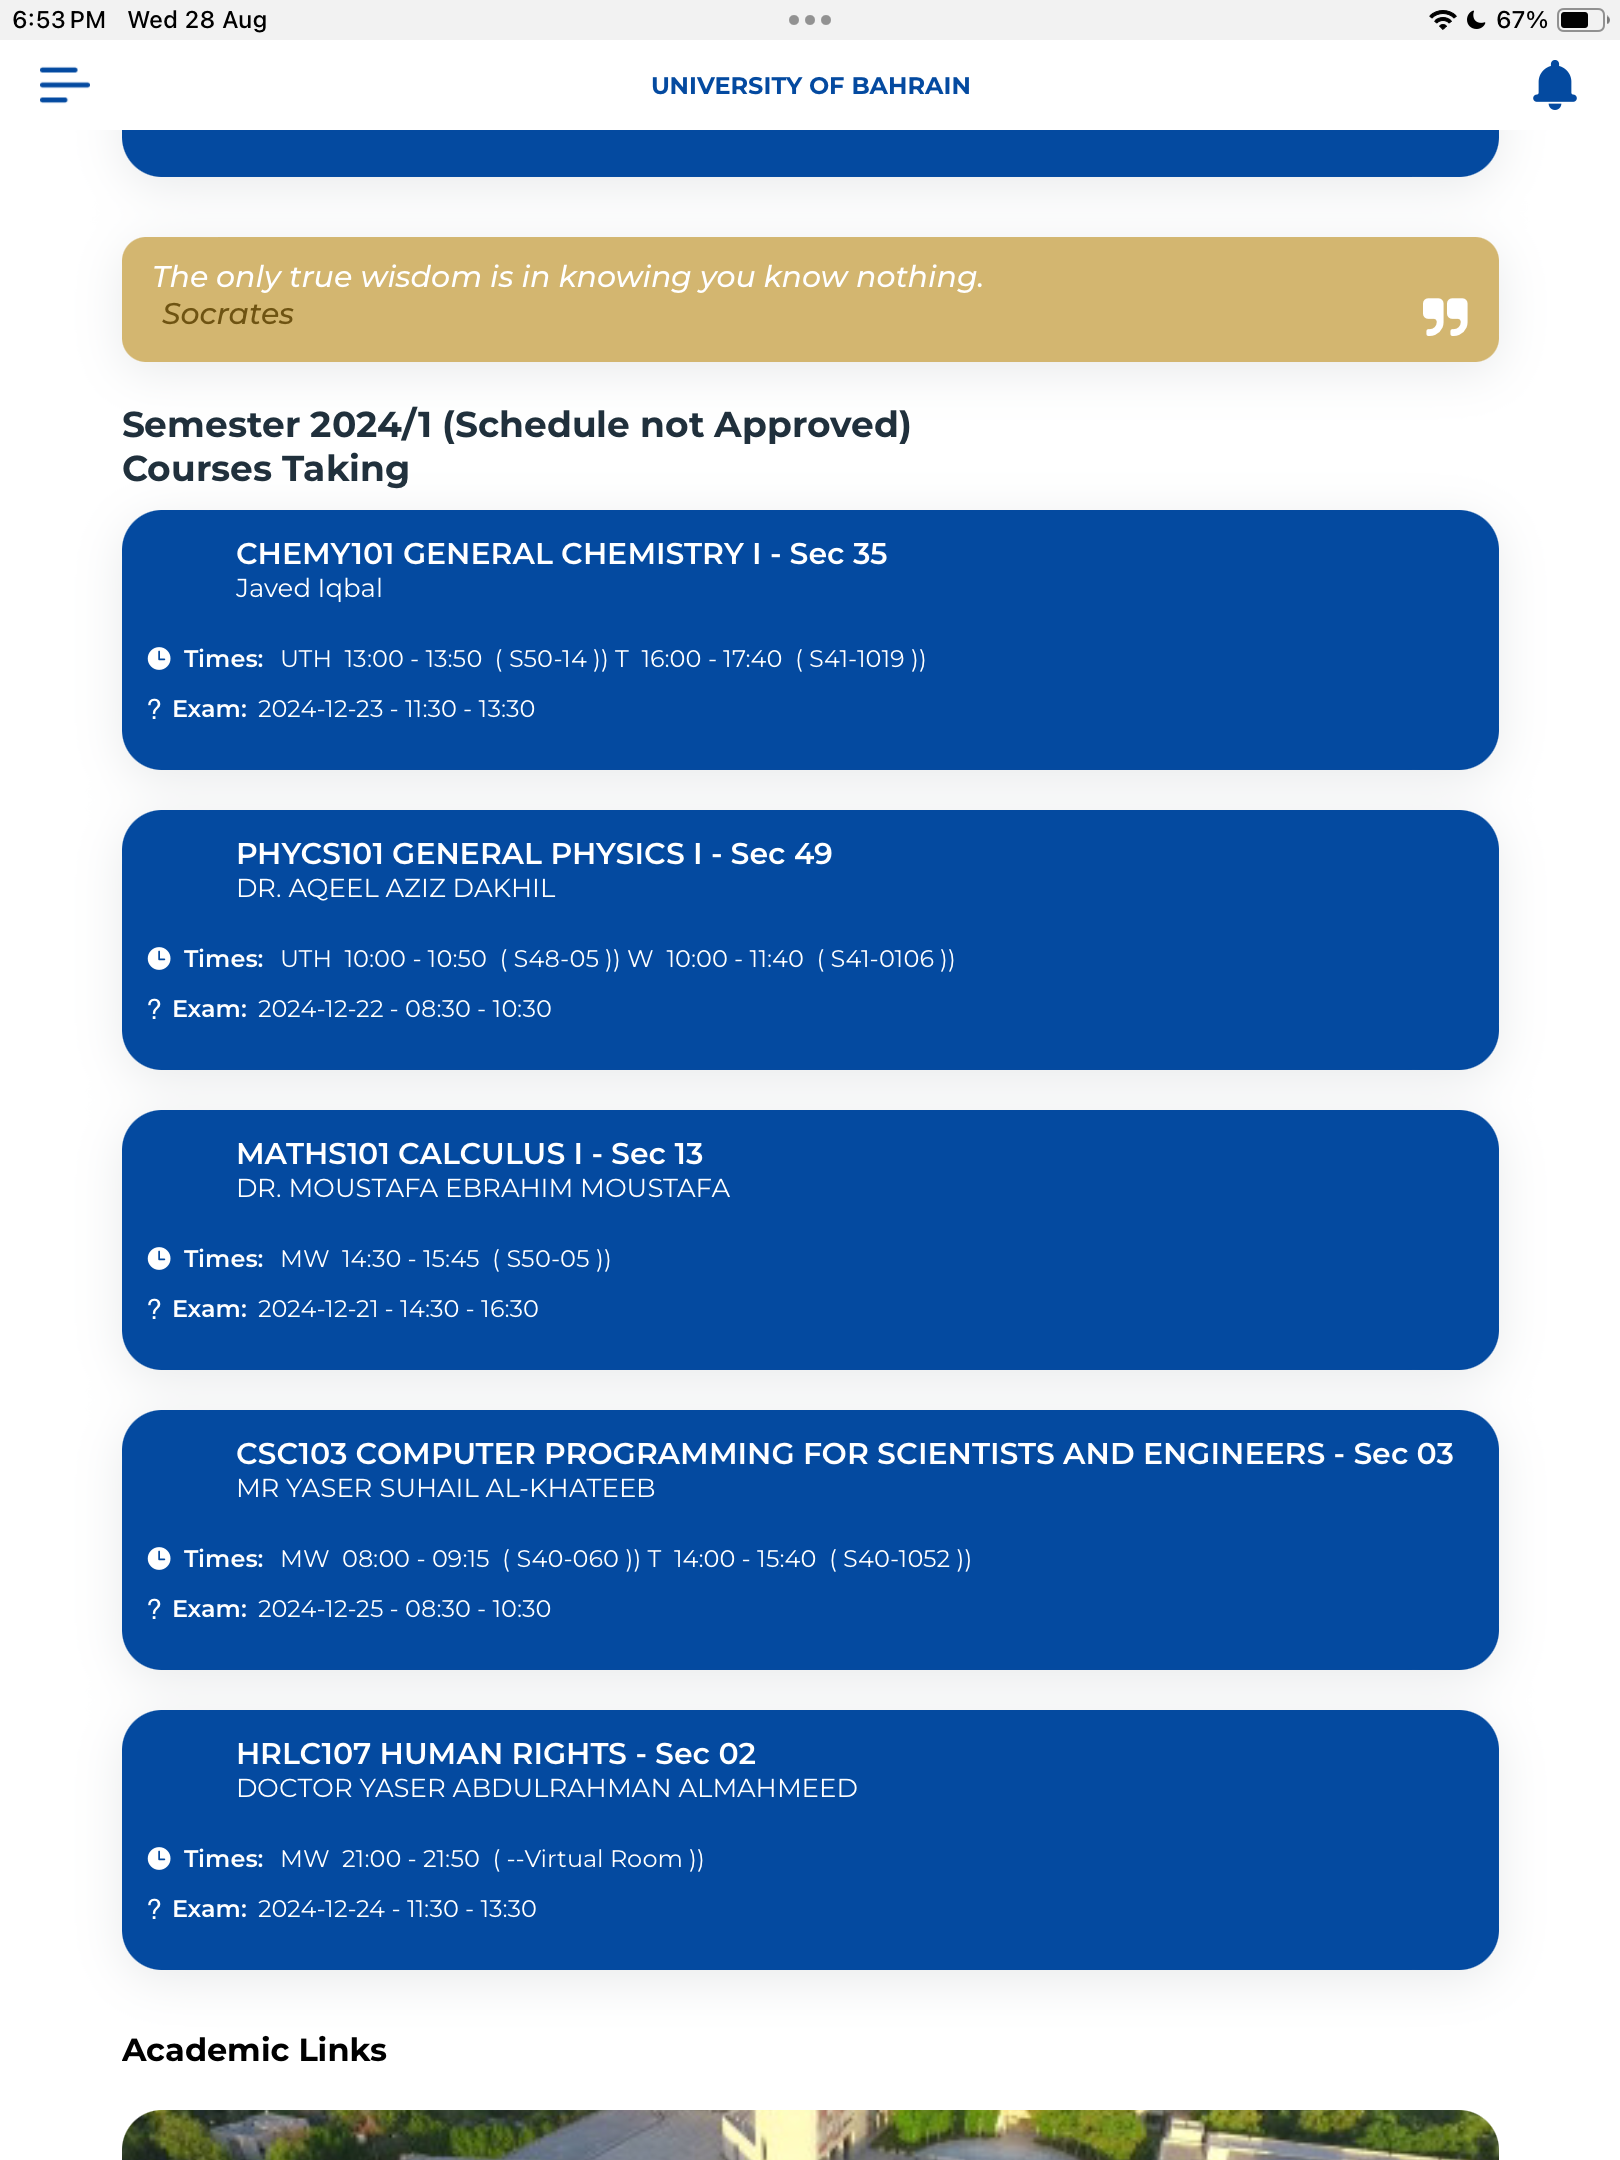 6:53 PM Wed 28 Aug
67%
UNIVERSITY OF BAHRAIN
The only true wisdom is in knowing you know nothing.
Socrates
Semester 2024/1 (Schedule not Approved)
Courses Taking
CHEMY101 GENERAL CHEMISTRY I - Sec 35
Javed Iqbal
Times: UTH 13:00 - 13:50 ( S50-14 )) T 16:00 - 17:40 ( S41-1019 ))
? Exam: 2024-12-23 - 11:30 - 13:30
PHYCS101 GENERAL PHYSICS I - Sec 49
DR. AQEEL AZIZ DAKHIL
Times: UTH 10:00 - 10:50 ( S48-05 )) W 10:00 - 11:40 ( S41-0106 ))
? Exam: 2024-12-22 - 08:30 - 10:30
MATHS101 CALCULUS I - Sec 13
DR. MOUSTAFA EBRAHIM MOUSTAFA
Times: MW 14:30 - 15:45 ( S50-05 ))
? Exam: 2024-12-21 - 14:30 - 16:30
CSC103 COMPUTER PROGRAMMING FOR SCIENTISTS AND ENGINEERS - Sec 03
MR YASER SUHAIL AL-KHATEEB
Times: MW 08:00 - 09:15 ( S40-060 )) T 14:00 - 15:40 ( S40-1052 ))
? Exam: 2024-12-25 - 08:30 - 10:30
HRLC107 HUMAN RIGHTS - Sec 02
DOCTOR YASER ABDULRAHMAN ALMAHMEED
Times: MW 21:00 - 21:50 ( --Virtual Room ))
? Exam: 2024-12-24 - 11:30 - 13:30
Academic Links